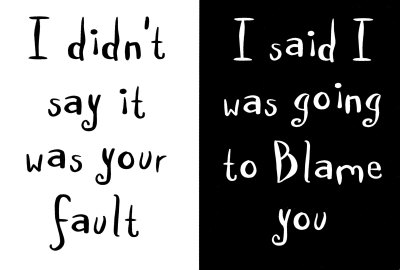 I didn't
say it
was your
fault
I said I
was going
to Blame
you